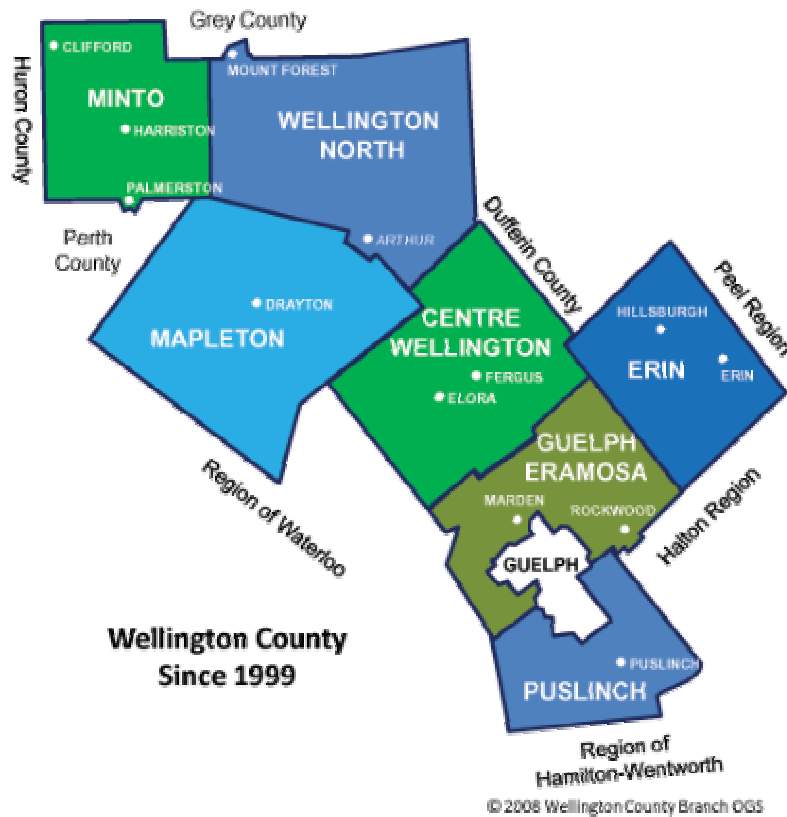 Grey County
CLIFFORD
MOUNT FOREST
Huron County
MINTO
WELLINGTON
NORTH
HARRISTON
PALMERSTON
Perth
County
ARTHUR
Dufferin County
Peel Region
DRAYTON
MAPLETON
CENTRE
WELLINGTON
HILLSBURGH
ERIN
ERIN
FERGUS
ELORA
GUELPH
ERAMOSA
Region of Waterloo
MARDEN
ROCKWOOD
Halton Region
GUELPH
Wellington County
Since 1999
PUSLINCH
PUSLINCH
Region of
Hamilton-Wentworth
© 2008 Wellington County Branch OGS